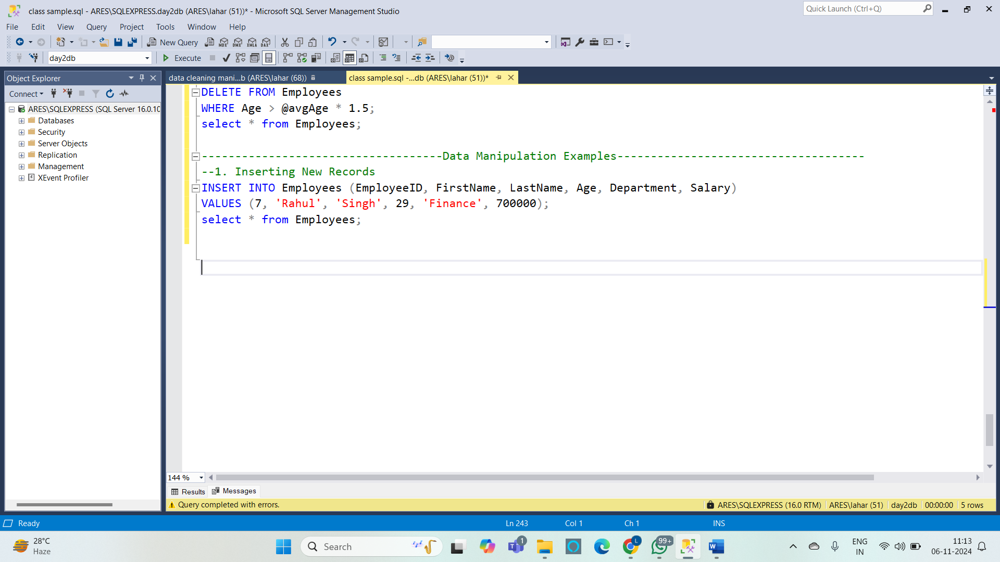 class sample.sql - ARES\SQLEXPRESS.day2db (ARES\lahar (51))* - Microsoft SQL Server Management Studio
Quick Launch (Ctrl+Q)
File Edit View Query Project Tools Window Help
New Query
MDX DMX XMLA DAX
day2db
Execute
Object Explorer
data cleaning mani...b (ARES\lahar (68))
class sample.sql -...db (ARES\lahar (51))*
Connect
ARES\SQLEXPRESS (SQL Server 16.0.10
Databases
Security
Server Objects
Replication
Management
XEvent Profiler
DELETE FROM Employees
WHERE Age > @avgAge * 1.5;
select * from Employees;
------------------------------------Data Manipulation Examples-------------------------------------
--1. Inserting New Records
INSERT INTO Employees (EmployeeID, FirstName, LastName, Age, Department, Salary)
VALUES (7, 'Rahul', 'Singh', 29, 'Finance', 700000);
select * from Employees;
144 %
Results Messages
Query completed with errors.
ARES\SQLEXPRESS (16.0 RTM) ARES\lahar (51) day2db 00:00:00 5 rows
Ready
Ln 243 Col 1 Ch 1 INS
28°C
Haze
Search
1
L
99+
ENG
IN
11:13
06-11-2024